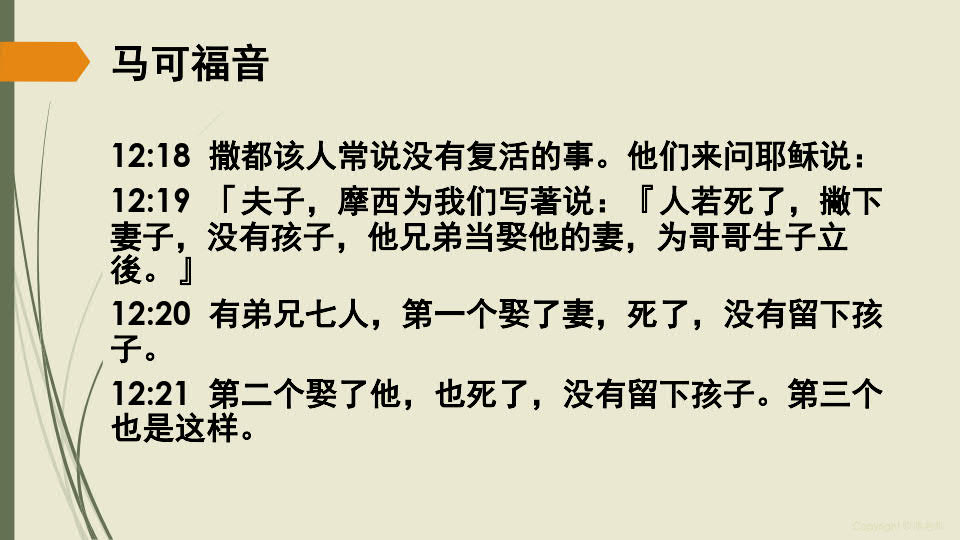 马可福音
12:18 撒都该人常说没有复活的事。他们来问耶稣说：
12:19 「夫子，摩西为我们写著说：『人若死了，撇下
妻子，没有孩子，他兄弟当娶他的妻，为哥哥生子立
後。』
12:20 有弟兄七人，第一个娶了妻，死了，没有留下孩
子。
12:21 第二个娶了他，也死了，没有留下孩子。第三个
也是这样。
Copyright